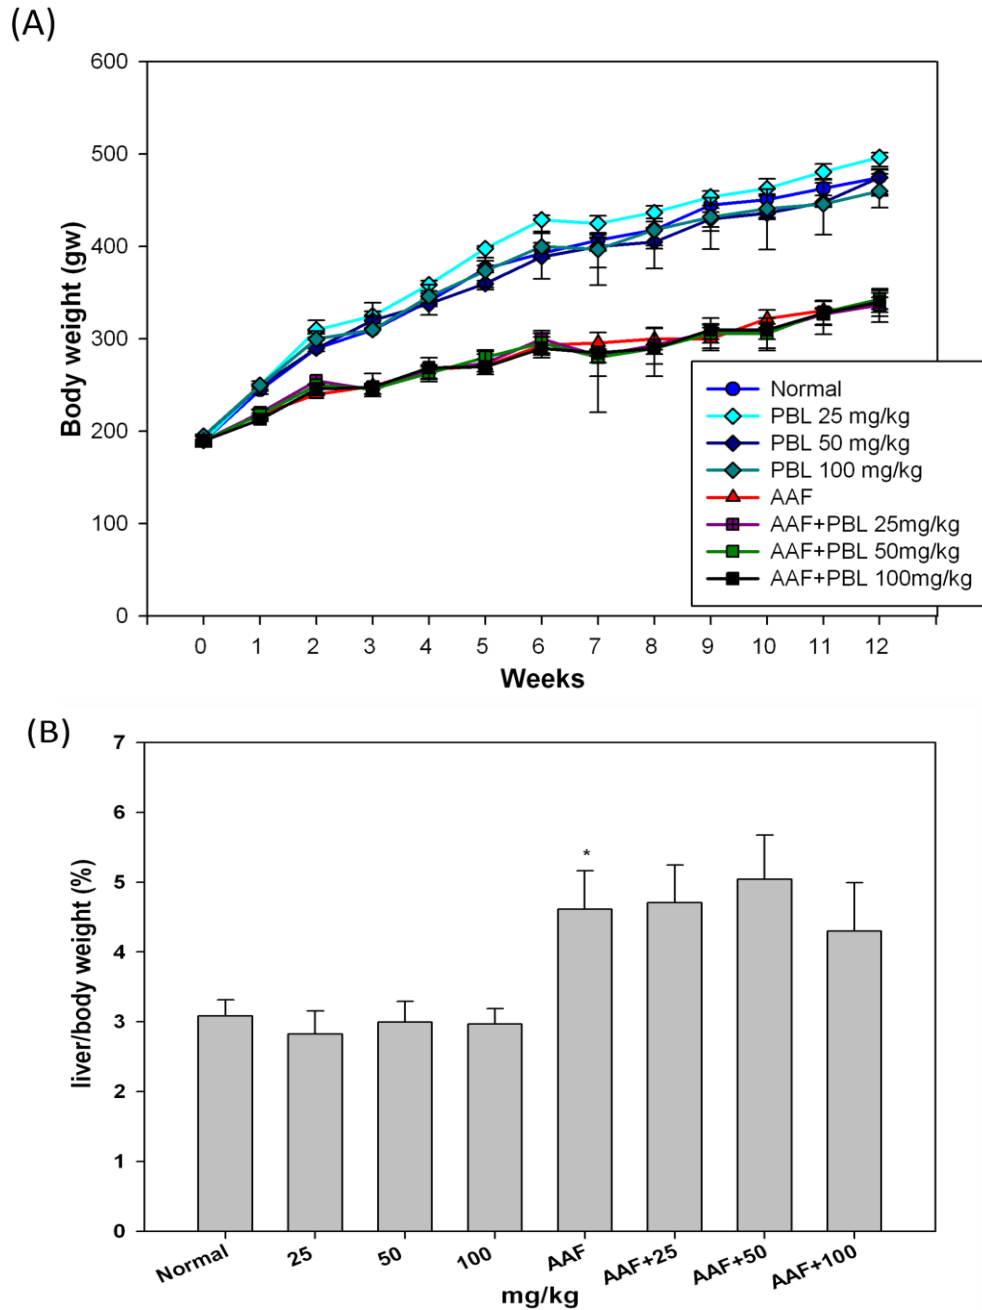 (A)
600
500
400
300
200
100
0
Body weight (gw)
Normal
PBL 25 mg/kg
PBL 50 mg/kg
PBL 100 mg/kg
AAF
AAF+PBL 25mg/kg
AAF+PBL 50mg/kg
AAF+PBL 100mg/kg
0 1 2 3 4 5 6 7 8 9 10 11 12
Weeks
(B)
7
6
5
4
3
2
1
0
liver/body weight (%)
*
Normal 25 50 100 AAF AAF+25 AAF+50 AAF+100
mg/kg